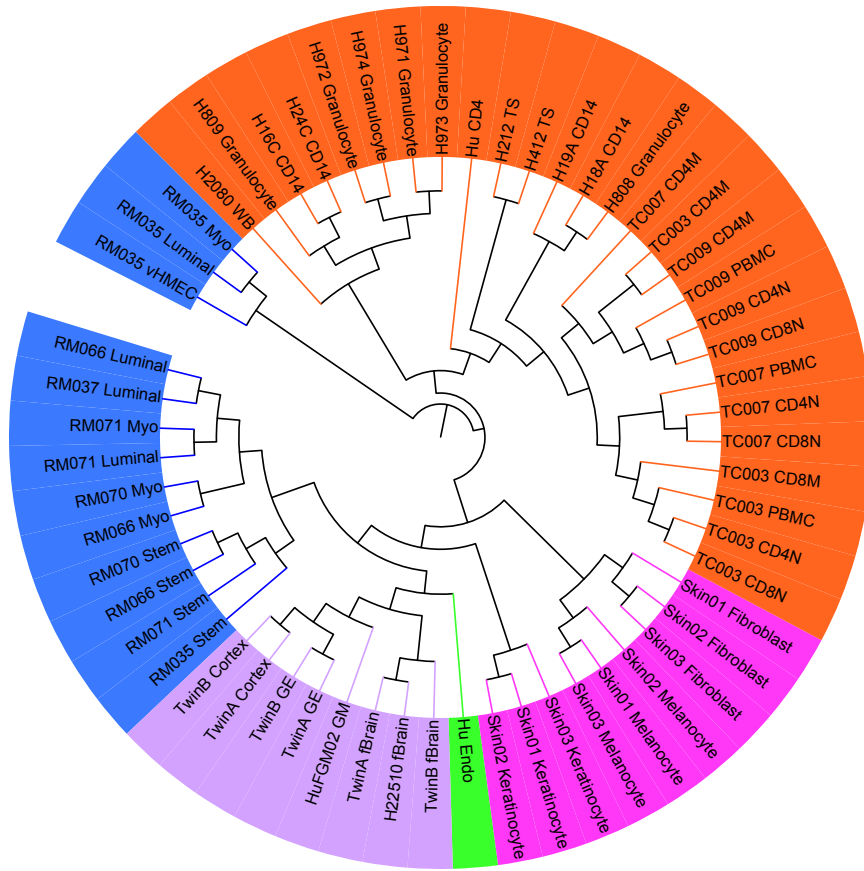 RM035 vHMEC
RM035 Luminal
RM035 Myo
H2080 WB
H809 Granulocyte
H16C CD14
H24C CD14
H972 Granulocyte
H974 Granulocyte
H971 Granulocyte
H973 Granulocyte
Hu CD4
H212 TS
H412 TS
H19A CD14
H18A CD14
H808 Granulocyte
TC007 CD4M
TC003 CD4M
TC009 CD4M
TC009 PBMC
TC009 CD4N
TC009 CD8N
TC007 PBMC
TC007 CD4N
TC007 CD8N
TC003 CD8M
TC003 PBMC
TC003 CD4N
TC003 CD8N
Skin01 Fibroblast
Skin02 Fibroblast
Skin03 Fibroblast
Skin02 Melanocyte
Skin01 Melanocyte
Skin03 Melanocyte
Skin03 Keratinocyte
Skin01 Keratinocyte
Skin02 Keratinocyte
Hu Endo
TwinB fBrain
H22510 fBrain
TwinA fBrain
HuFGM02 GM
TwinA GE
TwinB GE
TwinA Cortex
TwinB Cortex
RM035 Stem
RM071 Stem
RM066 Stem
RM070 Stem
RM066 Myo
RM070 Myo
RM071 Luminal
RM071 Myo
RM037 Luminal
RM066 Luminal